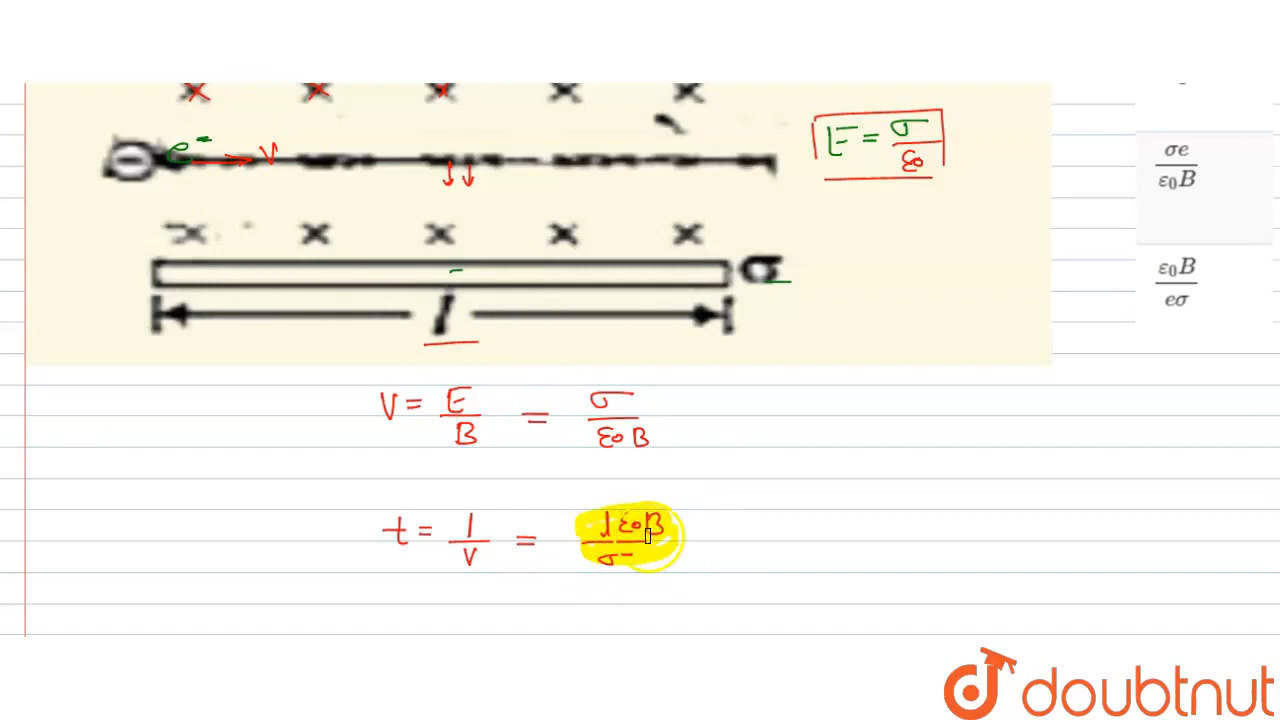 × × × × ×
e⁻ V
E = σ/ε₀
σe/ε₀B
× × × × ×
σ
ε₀B/eσ
l
V = E/B = σ/ε₀B
t = l/v = lε₀B/σ
doubtnut